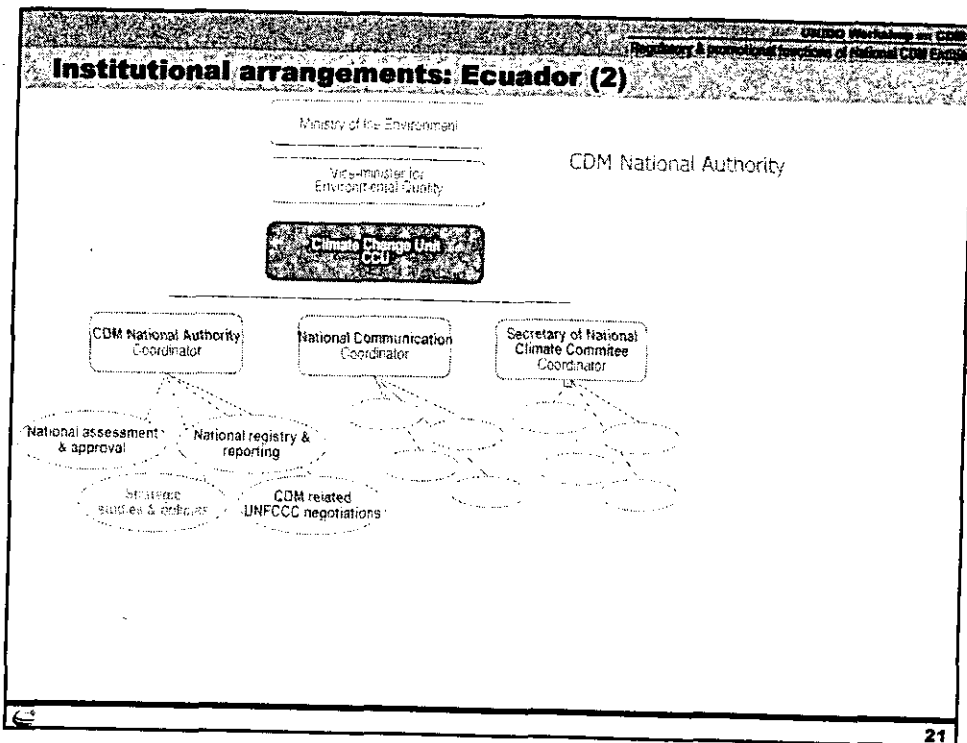 UNIDO Workshop on CDM
Regulatory & promotional functions of National CDM
Institutional arrangements: Ecuador (2)
Ministry of the Environment
CDM National Authority
Vice-minister for
Environmental Quality
Climate Change Unit
CCU
CDM National Authority
Coordinator
National Communication
Coordinator
Secretary of National
Climate Commitee
Coordinator
National assessment
& approval
National registry &
reporting
Strategic
studies & policies
CDM related
UNFCCC negotiations
21